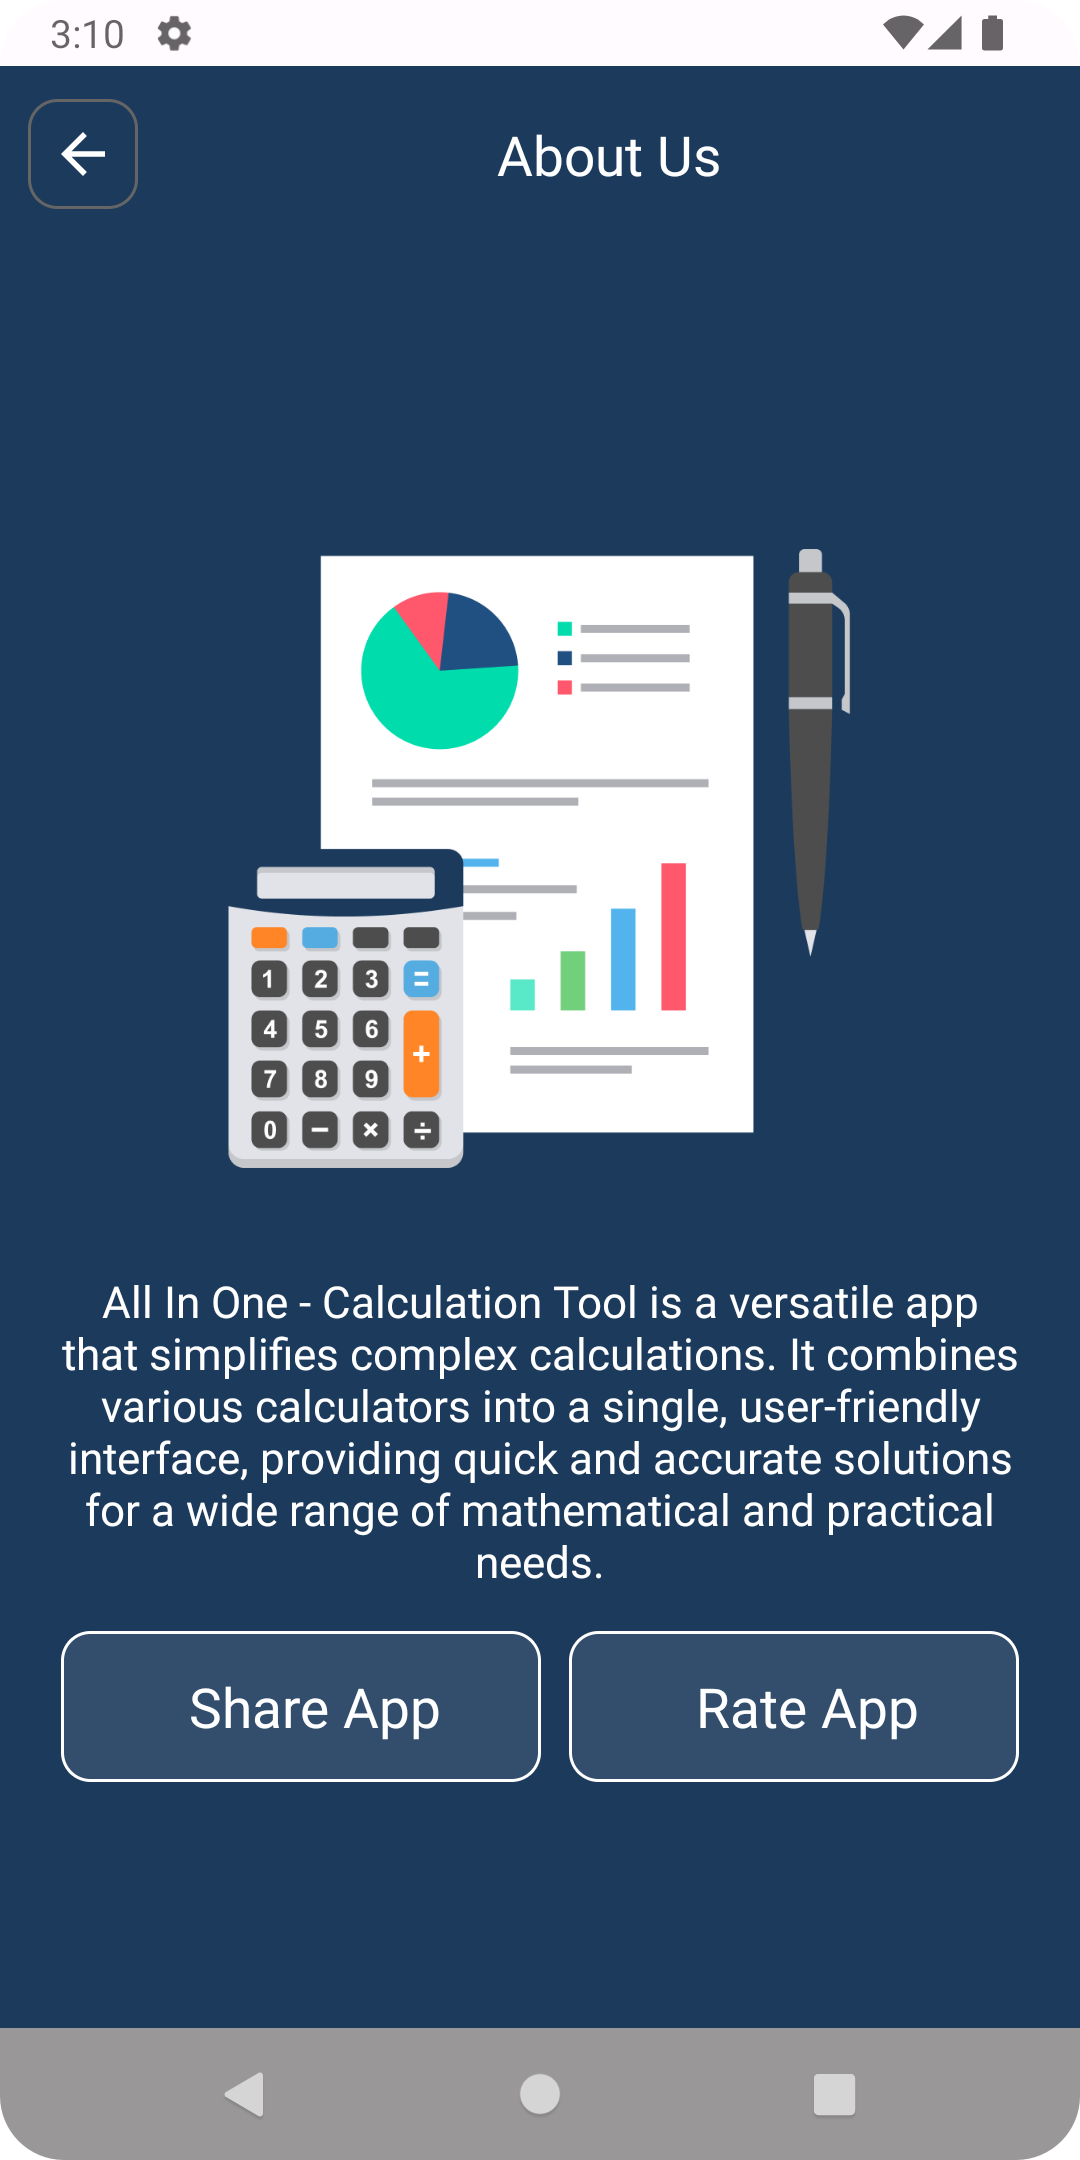 3:10
About Us
1 2 3 =
4 5 6 +
7 8 9
0 − × ÷
All In One - Calculation Tool is a versatile app
that simplifies complex calculations. It combines
various calculators into a single, user-friendly
interface, providing quick and accurate solutions
for a wide range of mathematical and practical
needs.
Share App
Rate App